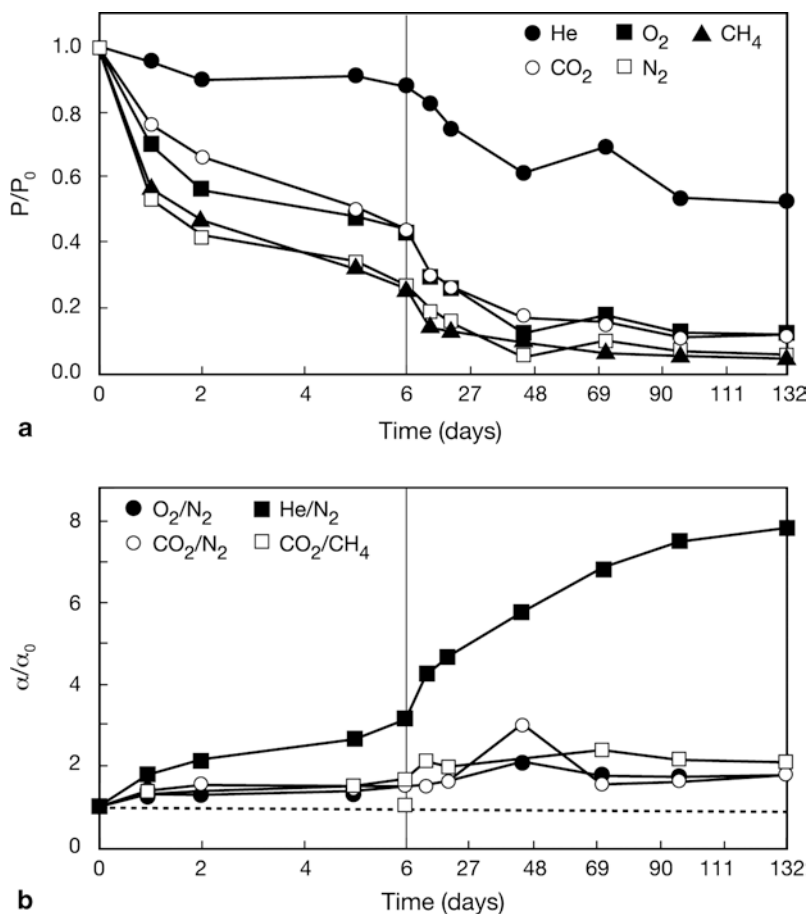 He O2 CH4
CO2 N2
1.0
0.8
0.6
0.4
0.2
0.0
P/P0
0 2 4 6 27 48 69 90 111 132
Time (days)
a
O2/N2 He/N2
CO2/N2 CO2/CH4
8
6
4
2
0
α/α0
0 2 4 6 27 48 69 90 111 132
Time (days)
b